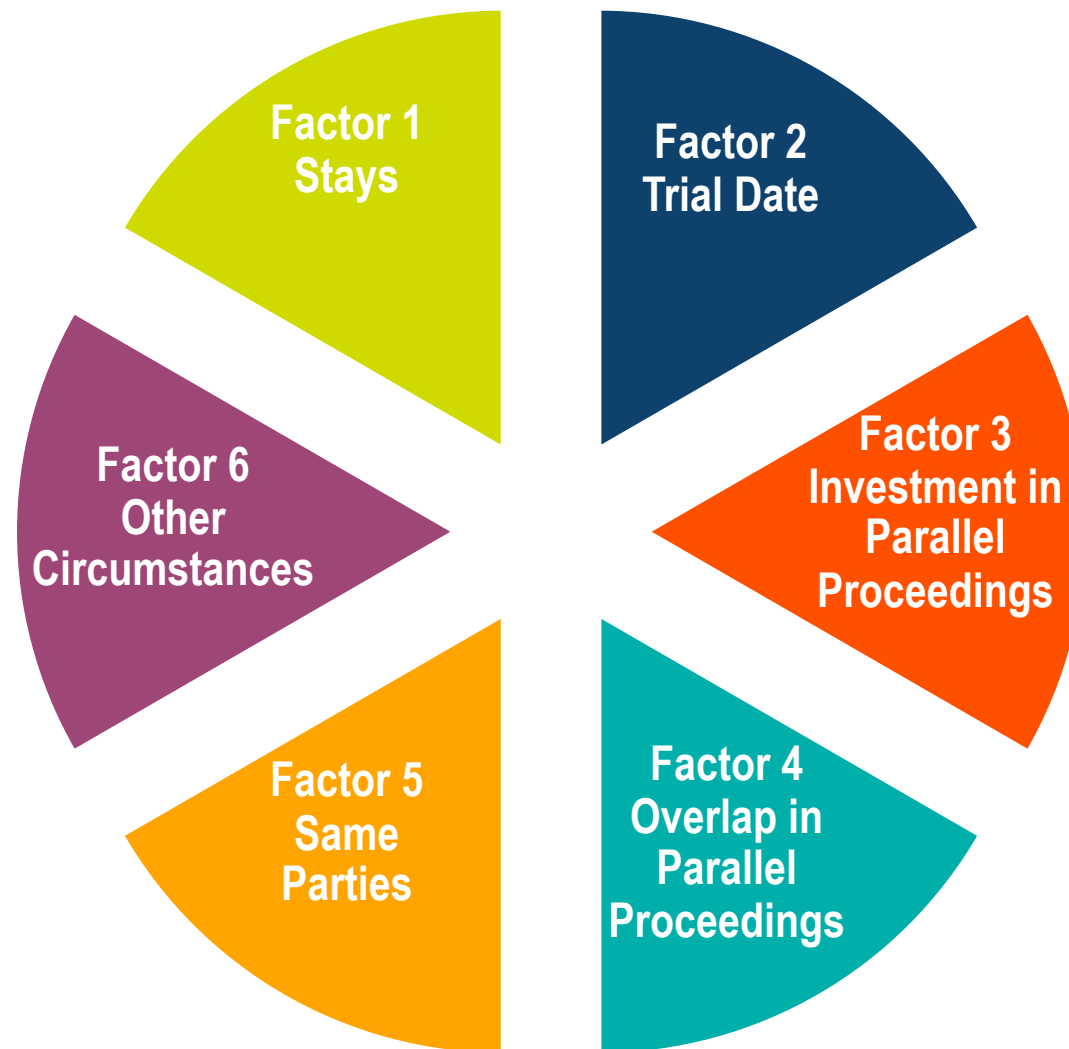 Factor 1
Stays
Factor 2
Trial Date
Factor 3
Investment in
Parallel
Proceedings
Factor 4
Overlap in
Parallel
Proceedings
Factor 5
Same
Parties
Factor 6
Other
Circumstances